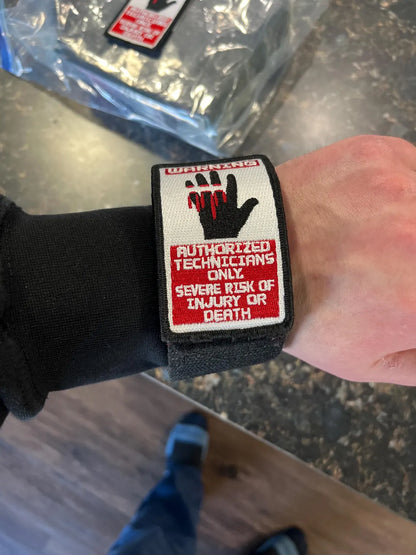 WARNING
AUTHORIZED
TECHNICIANS
ONLY.
SEVERE RISK OF
INJURY OR
DEATH